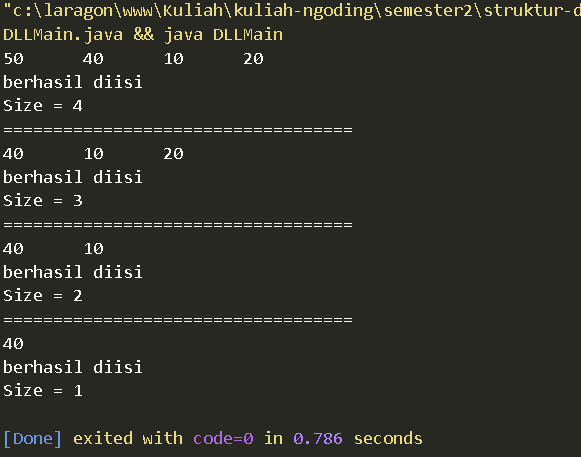 "c:\laragon\www\Kuliah\kuliah-ngoding\semester2\struktur-d
DLLMain.java && java DLLMain
50 40 10 20
berhasil diisi
Size = 4
===================================
40 10 20
berhasil diisi
Size = 3
===================================
40 10
berhasil diisi
Size = 2
===================================
40
berhasil diisi
Size = 1
[Done] exited with code=0 in 0.786 seconds